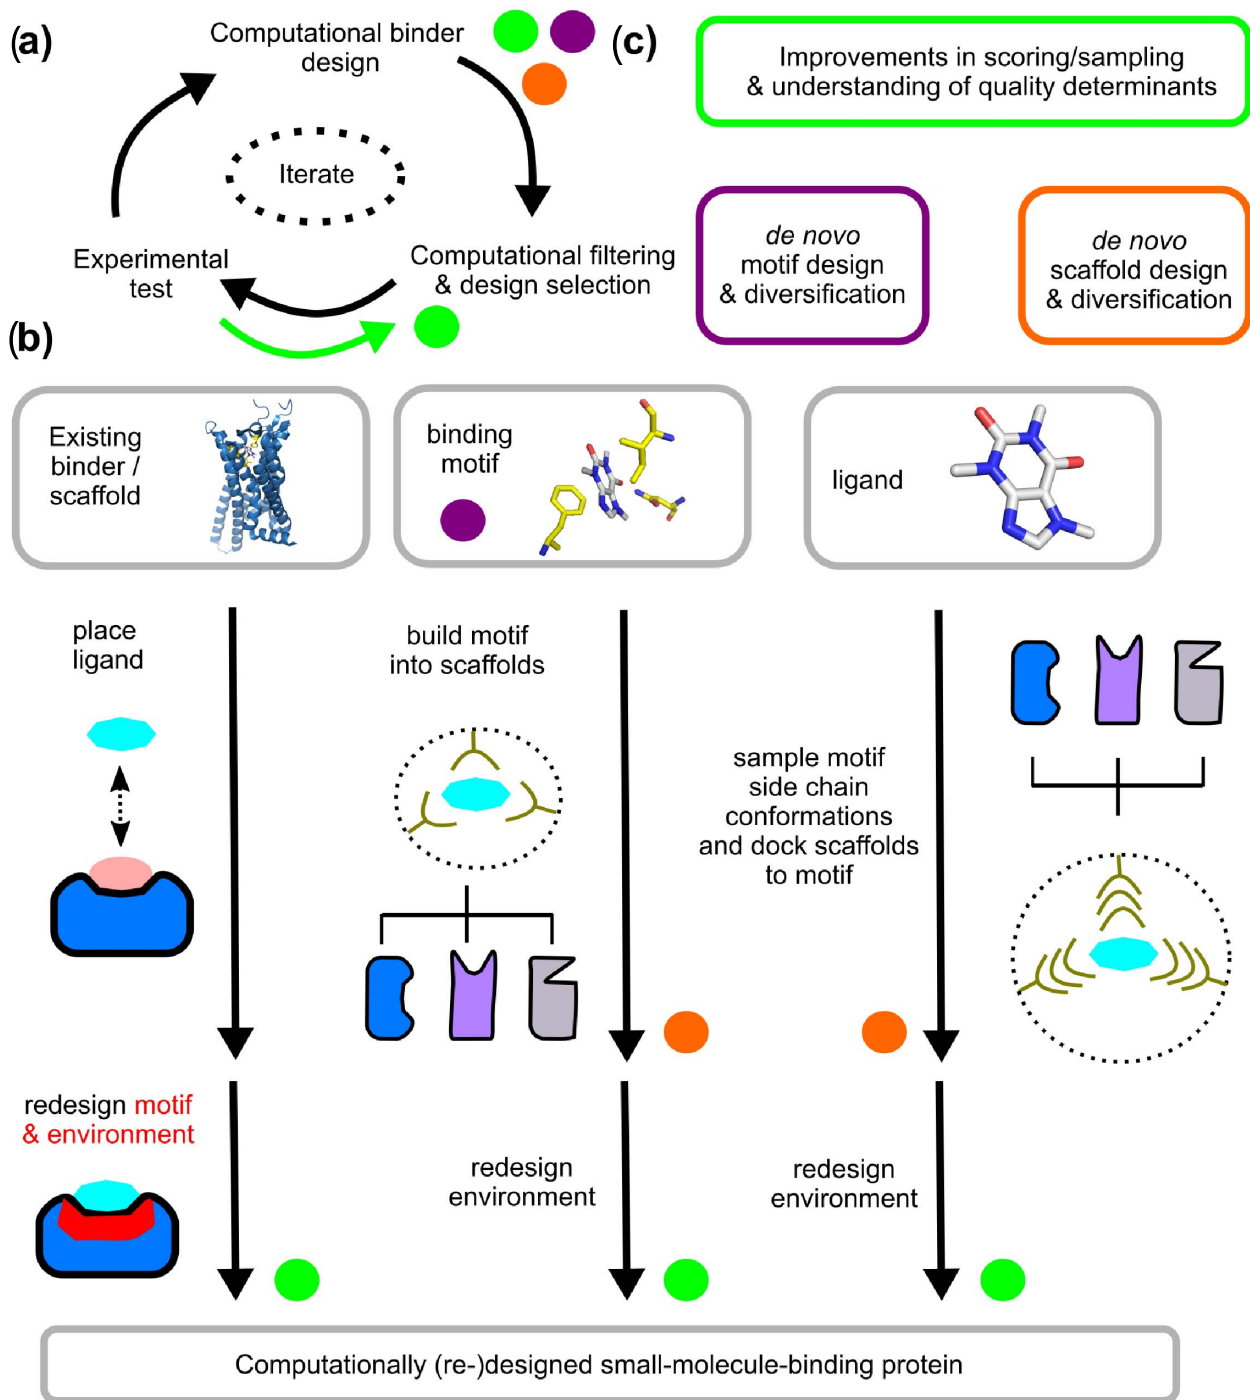 (a)
Computational binder
design
Iterate
Experimental
test
Computational filtering
& design selection
(c)
Improvements in scoring/sampling
& understanding of quality determinants
de novo
motif design
& diversification
de novo
scaffold design
& diversification
(b)
Existing
binder /
scaffold
binding
motif
ligand
place
ligand
build motif
into scaffolds
sample motif
side chain
conformations
and dock scaffolds
to motif
redesign motif
& environment
redesign
environment
redesign
environment
Computationally (re-)designed small-molecule-binding protein